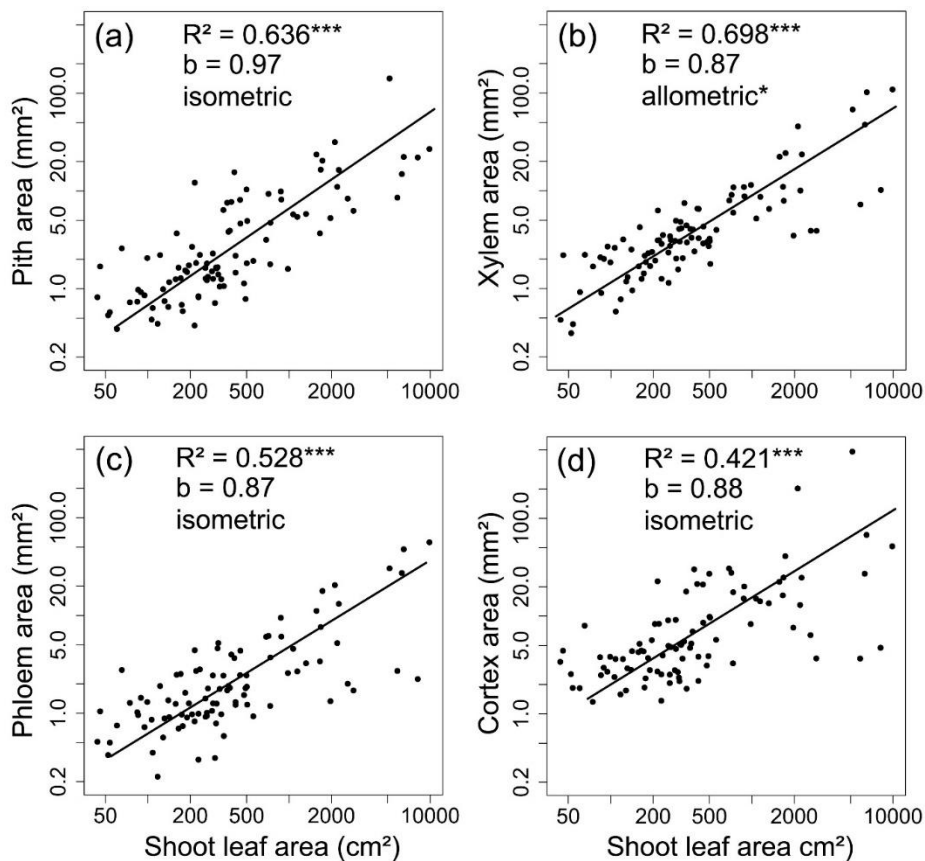 (a)
R² = 0.636***
b = 0.97
isometric
Pith area (mm²)
100.0
20.0
5.0
1.0
0.2
50 200 500 2000 10000
(b)
R² = 0.698***
b = 0.87
allometric*
Xylem area (mm²)
100.0
20.0
5.0
1.0
0.2
50 200 500 2000 10000
(c)
R² = 0.528***
b = 0.87
isometric
Phloem area (mm²)
100.0
20.0
5.0
1.0
0.2
50 200 500 2000 10000
Shoot leaf area (cm²)
(d)
R² = 0.421***
b = 0.88
isometric
Cortex area (mm²)
100.0
20.0
5.0
1.0
0.2
50 200 500 2000 10000
Shoot leaf area cm²)